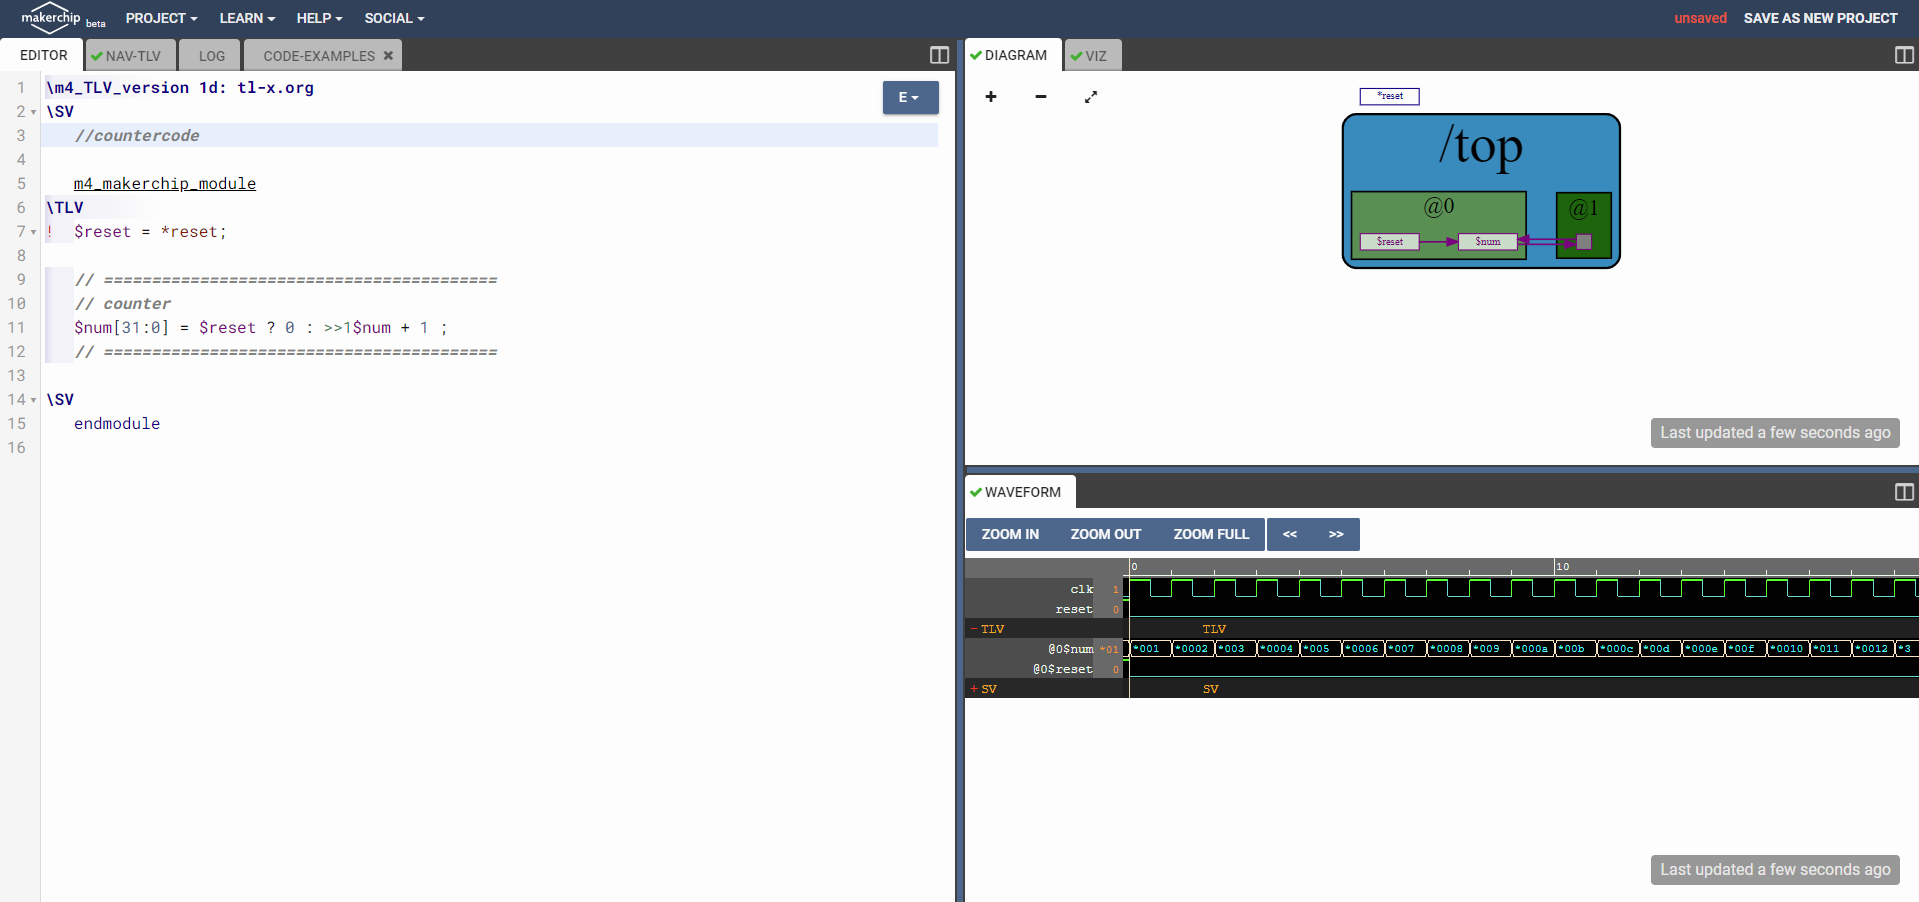 makerchip beta PROJECT LEARN HELP SOCIAL unsaved SAVE AS NEW PROJECT
EDITOR NAV-TLV LOG CODE-EXAMPLES
1 \m4_TLV_version 1d: tl-x.org
E
2 \SV
3 //countercode
4
5 m4_makerchip_module
6 \TLV
7 ! $reset = *reset;
8
9 // =========================================
10 // counter
11 $num[31:0] = $reset ? 0 : >>1$num + 1 ;
12 // =========================================
13
14 \SV
15 endmodule
16
DIAGRAM VIZ
+ -
*reset
/top
@0 @1
$reset $num
Last updated a few seconds ago
WAVEFORM
ZOOM IN ZOOM OUT ZOOM FULL << >>
0 10
clk 1
reset 0
- TLV TLV
@0$num *01 *001 *0002 *003 *0004 *005 *0006 *007 *0008 *009 *000a *00b *000c *00d *000e *00f *0010 *011 *0012 *3
@0$reset 0
+ SV SV
Last updated a few seconds ago